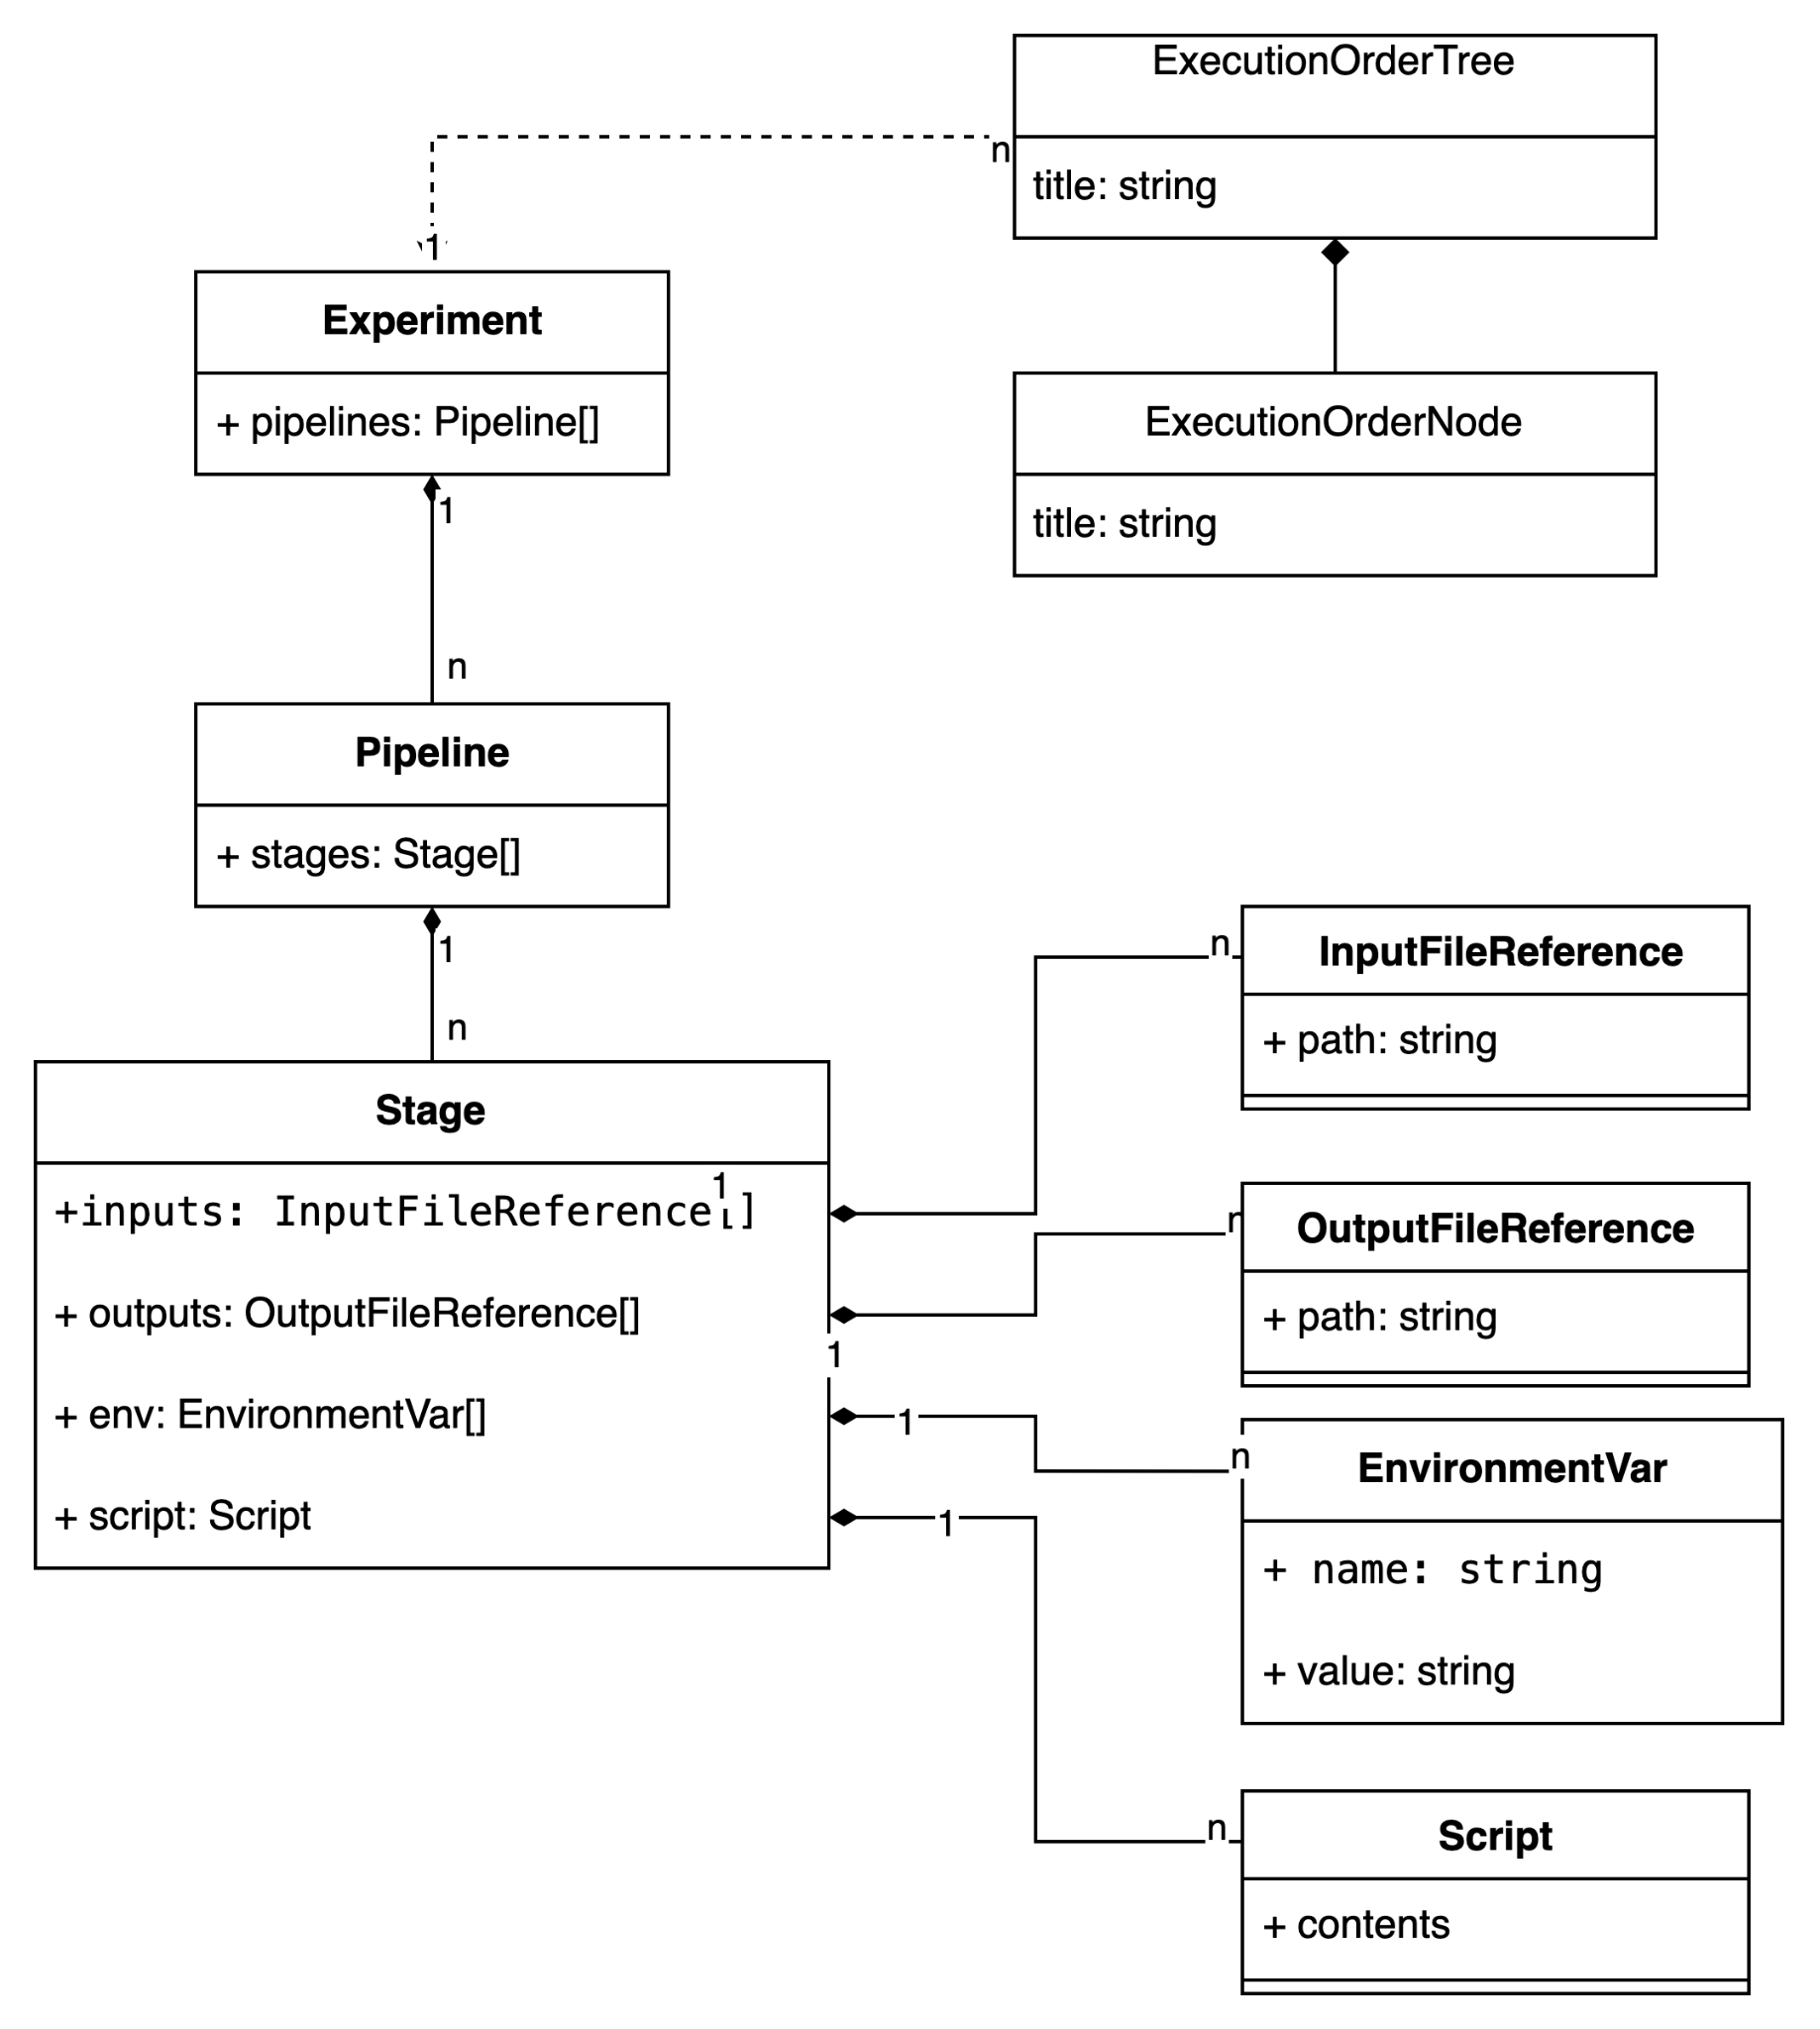 ExecutionOrderTree
n
title: string
1
Experiment
+ pipelines: Pipeline[]
1
ExecutionOrderNode
title: string
n
Pipeline
+ stages: Stage[]
1
n
InputFileReference
+ path: string
n
Stage
1
+inputs: InputFileReference[]
n
OutputFileReference
+ path: string
+ outputs: OutputFileReference[]
1
+ env: EnvironmentVar[]
1
n
EnvironmentVar
+ name: string
+ value: string
+ script: Script
1
n
Script
+ contents